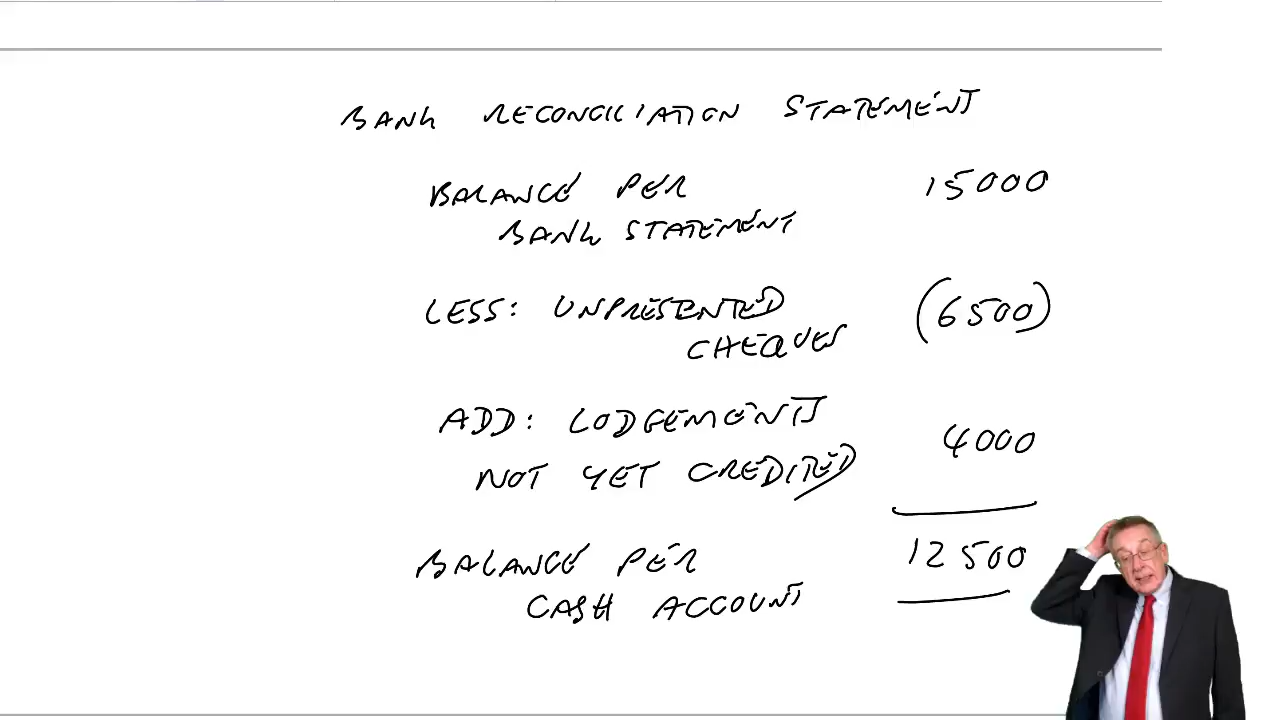 BANK RECONCILIATION STATEMENT
BALANCE PER 15000
BANK STATEMENT
LESS: UNPRESENTED (6500)
CHEQUES
ADD: LODGEMENTS
NOT YET CREDITED 4000
BALANCE PER 12500
CASH ACCOUNT